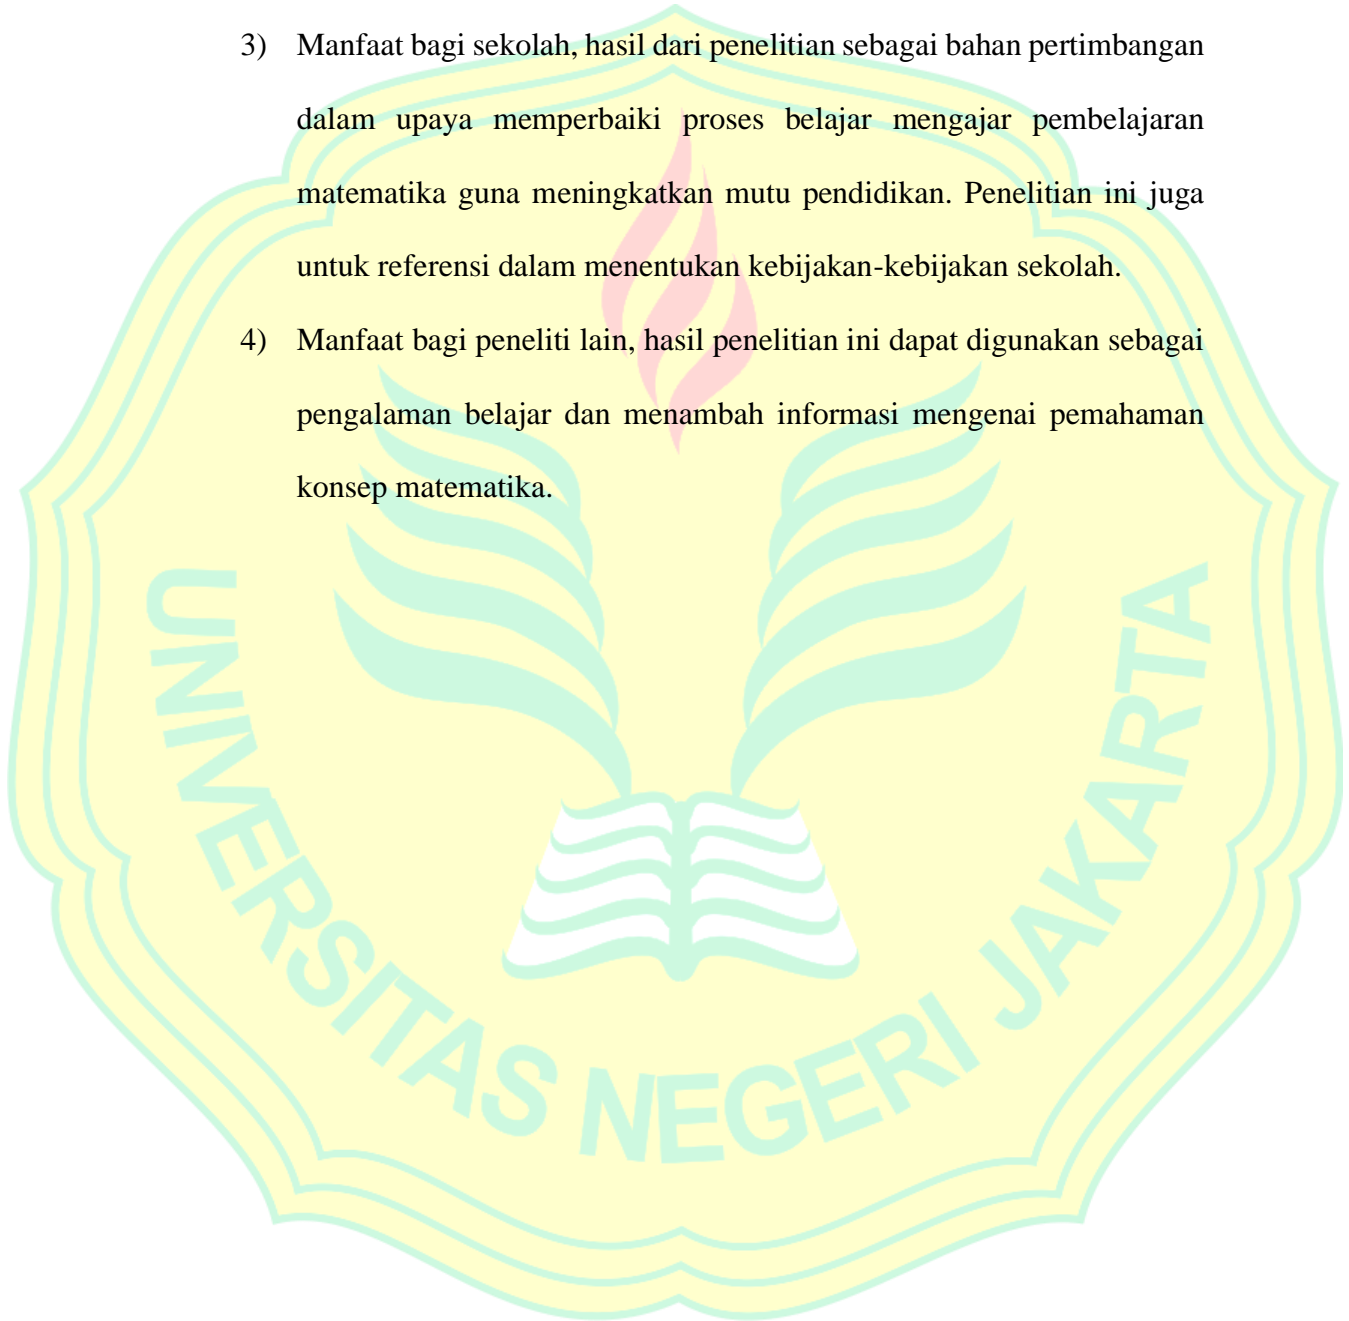 3) Manfaat bagi sekolah, hasil dari penelitian sebagai bahan pertimbangan
dalam upaya memperbaiki proses belajar mengajar pembelajaran
matematika guna meningkatkan mutu pendidikan. Penelitian ini juga
untuk referensi dalam menentukan kebijakan-kebijakan sekolah.
4) Manfaat bagi peneliti lain, hasil penelitian ini dapat digunakan sebagai
pengalaman belajar dan menambah informasi mengenai pemahaman
konsep matematika.
UNIVERSITAS NEGERI JAKARTA